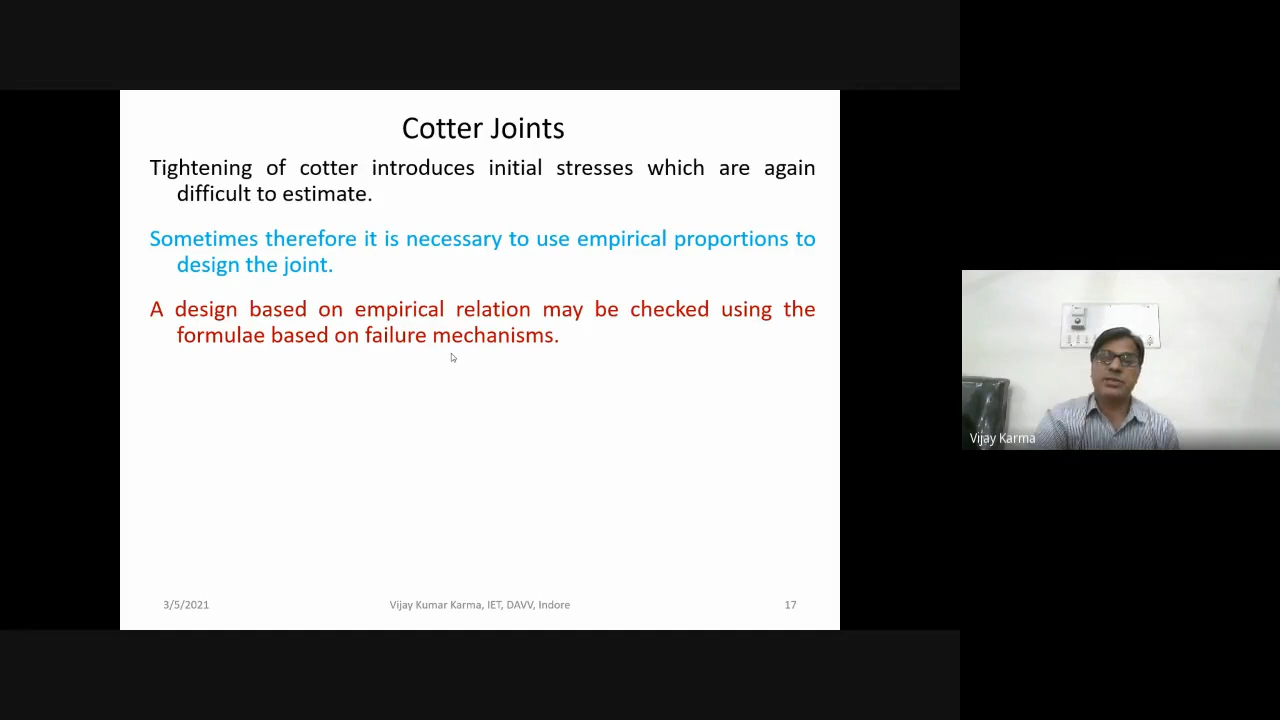 Cotter Joints
Tightening of cotter introduces initial stresses which are again
difficult to estimate.
Sometimes therefore it is necessary to use empirical proportions to
design the joint.
A design based on empirical relation may be checked using the
formulae based on failure mechanisms.
3/5/2021
Vijay Kumar Karma, IET, DAVV, Indore
17
Vijay Karma